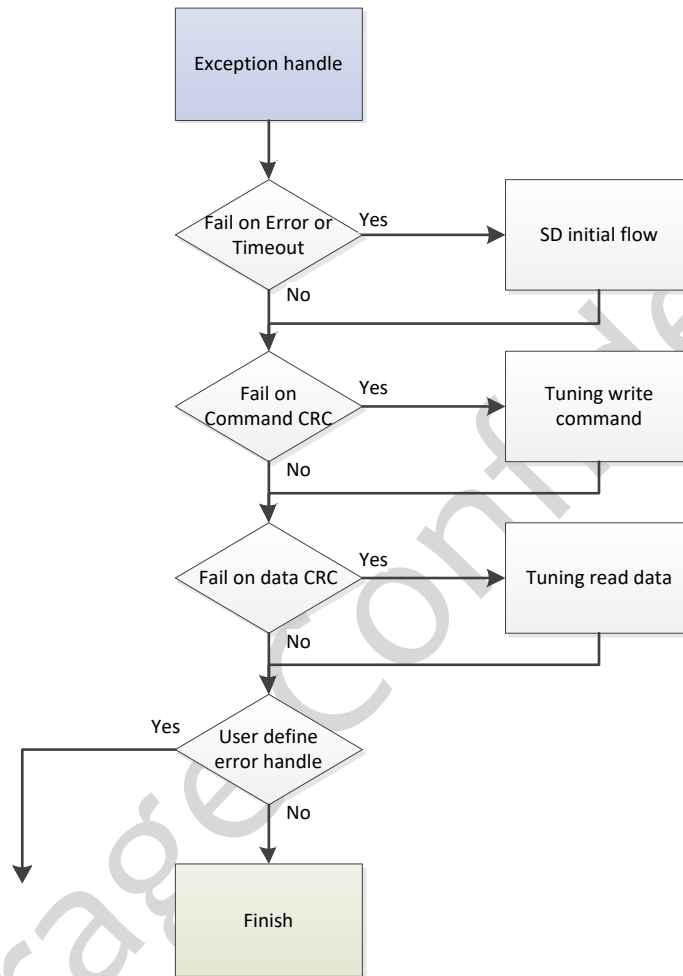 Exception handle
Fail on Error or
Timeout
Yes
SD initial flow
No
Fail on
Command CRC
Yes
Tuning write
command
No
Fail on data CRC
Yes
Tuning read data
No
Yes
User define
error handle
No
Finish